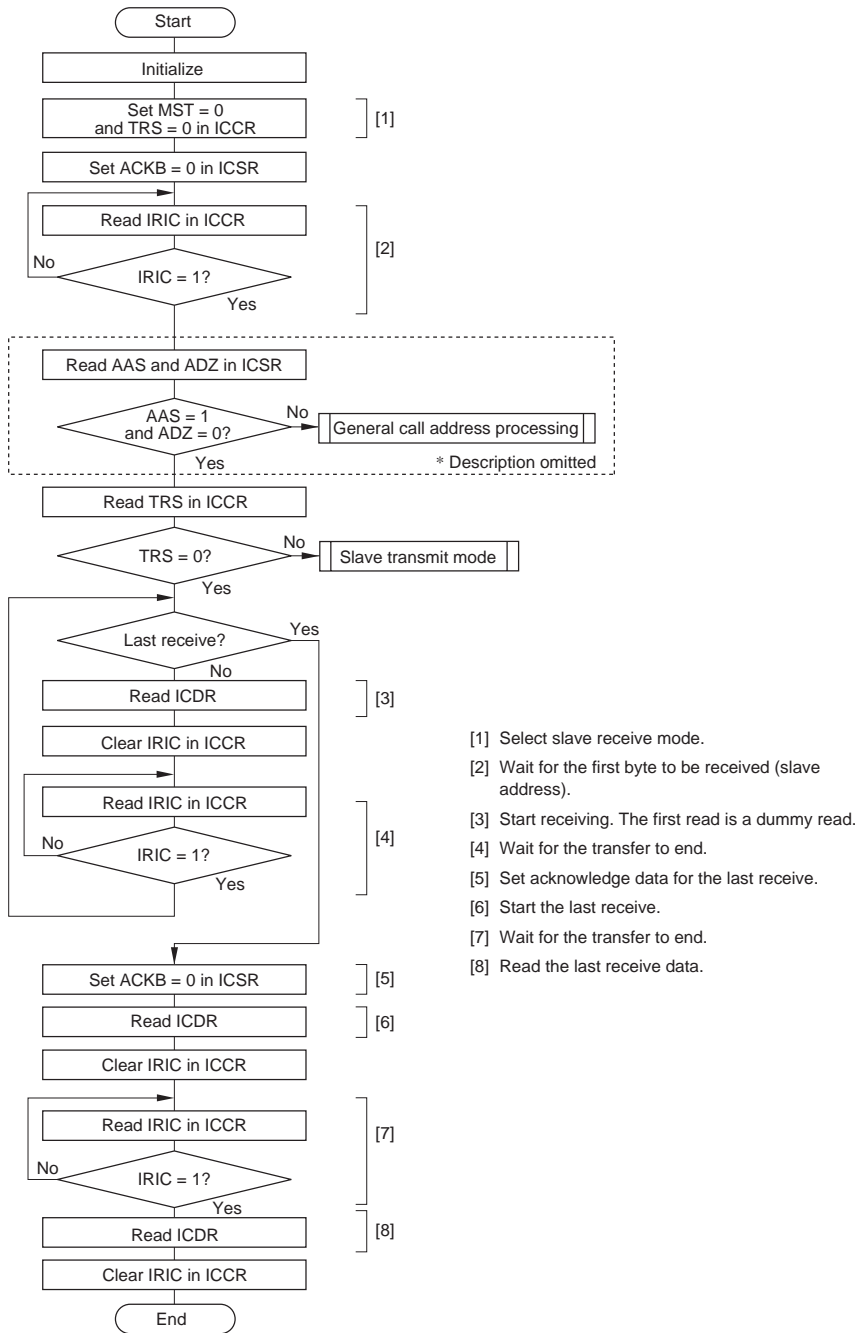 Start
Initialize
Set MST = 0
and TRS = 0 in ICCR
[1]
Set ACKB = 0 in ICSR
Read IRIC in ICCR
[2]
No
IRIC = 1?
Yes
Read AAS and ADZ in ICSR
AAS = 1
and ADZ = 0?
No
General call address processing
Yes
* Description omitted
Read TRS in ICCR
TRS = 0?
No
Slave transmit mode
Yes
Last receive?
Yes
No
Read ICDR
[3]
Clear IRIC in ICCR
Read IRIC in ICCR
[4]
No
IRIC = 1?
Yes
Set ACKB = 0 in ICSR
[5]
Read ICDR
[6]
Clear IRIC in ICCR
Read IRIC in ICCR
[7]
No
IRIC = 1?
Yes
Read ICDR
[8]
Clear IRIC in ICCR
End
[1] Select slave receive mode.
[2] Wait for the first byte to be received (slave
address).
[3] Start receiving. The first read is a dummy read.
[4] Wait for the transfer to end.
[5] Set acknowledge data for the last receive.
[6] Start the last receive.
[7] Wait for the transfer to end.
[8] Read the last receive data.